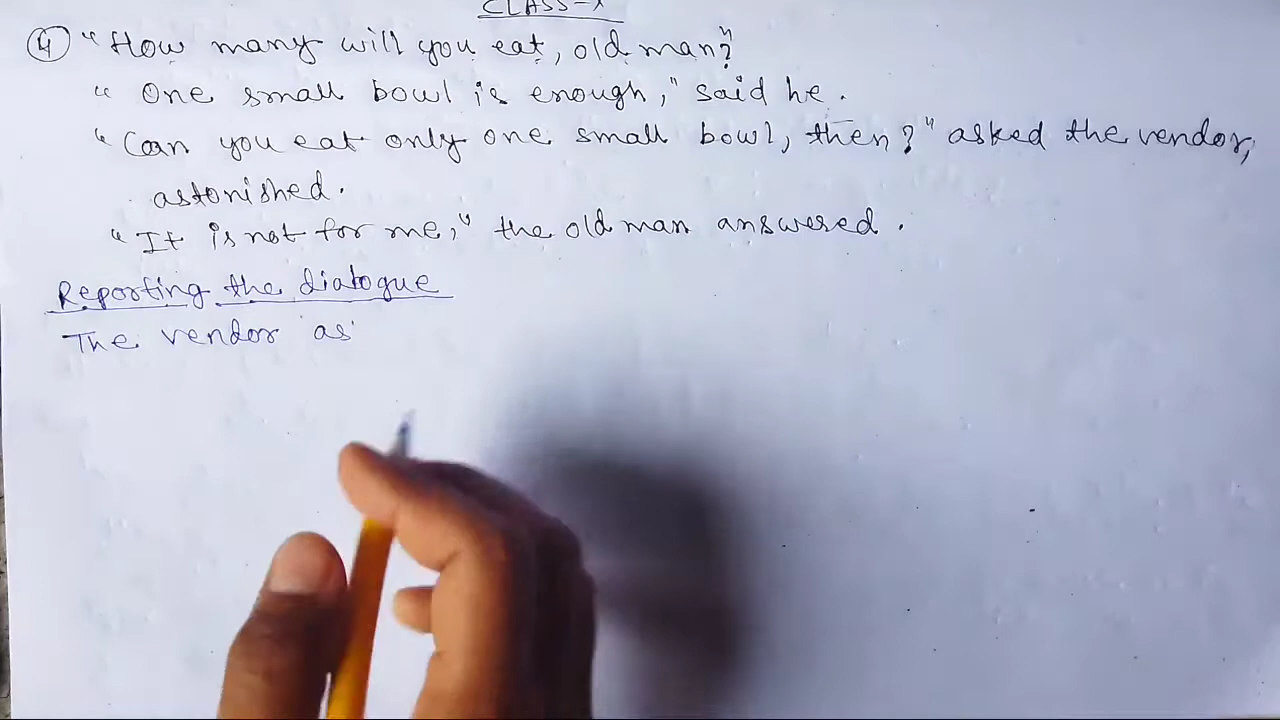 CLASS-X
④ "How many will you eat, old man?"
"One small bowl is enough," said he.
"Can you eat only one small bowl, then?" asked the vendor,
astonished.
"It is not for me," the old man answered.
Reporting the dialogue
The vendor as